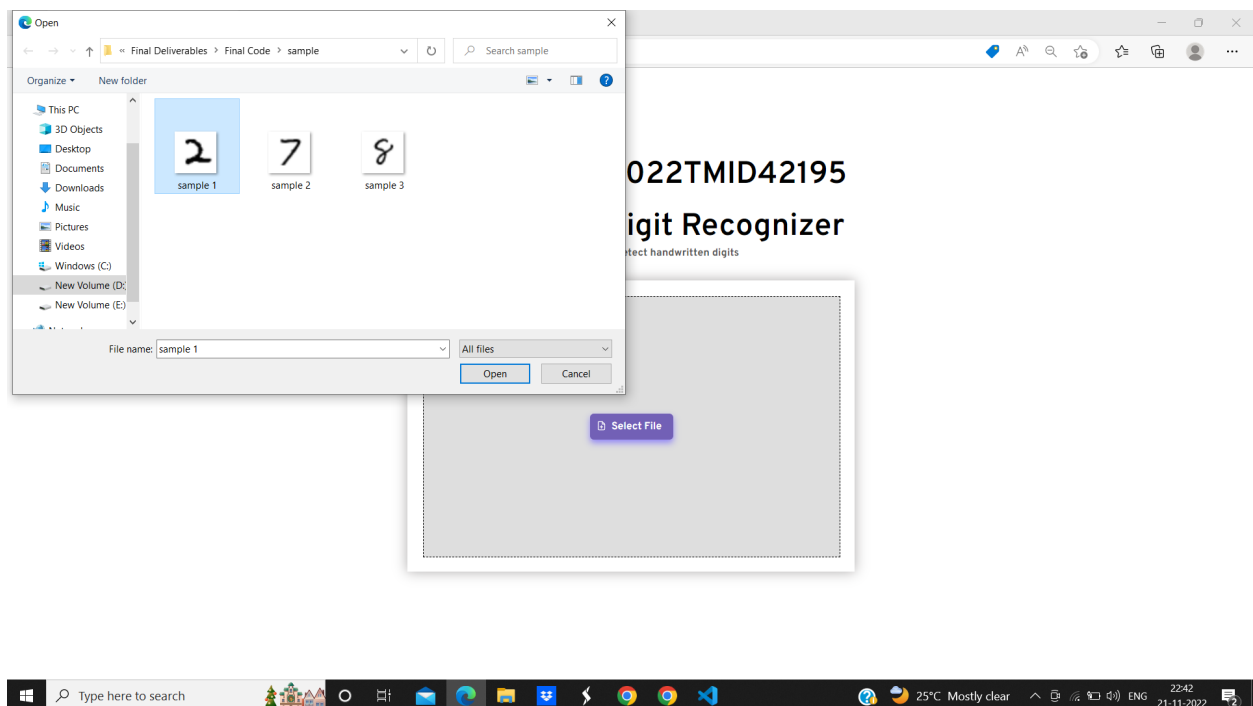 Open
Final Deliverables > Final Code > sample
Search sample
Organize
New folder
This PC
3D Objects
Desktop
Documents
Downloads
Music
Pictures
Videos
Windows (C:)
New Volume (D:
New Volume (E:)
2
7
8
sample 1
sample 2
sample 3
File name: sample 1
All files
Open
Cancel
022TMID42195
igit Recognizer
etect handwritten digits
Select File
Type here to search
25°C Mostly clear
ENG
22:42
21-11-2022
2